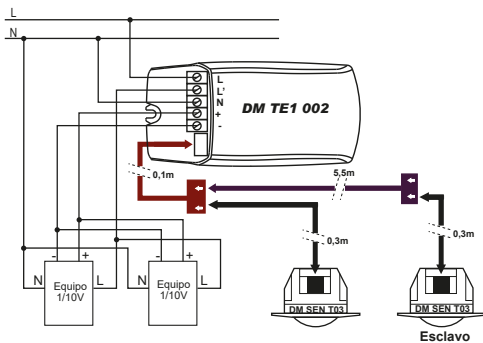 L
N
L
L'
N
+
-
DM TE1 002
0,1m
5,5m
0,3m
0,3m
- +
- +
N Equipo 1/10V L
N Equipo 1/10V L
DM SEN T03
DM SEN T03
Esclavo